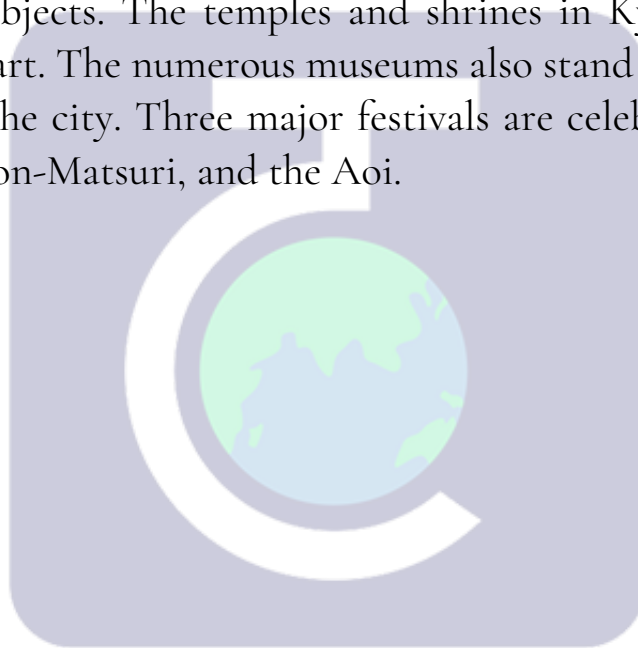 bjects. The temples and shrines in K
art. The numerous museums also stand
he city. Three major festivals are celeb
on-Matsuri, and the Aoi.